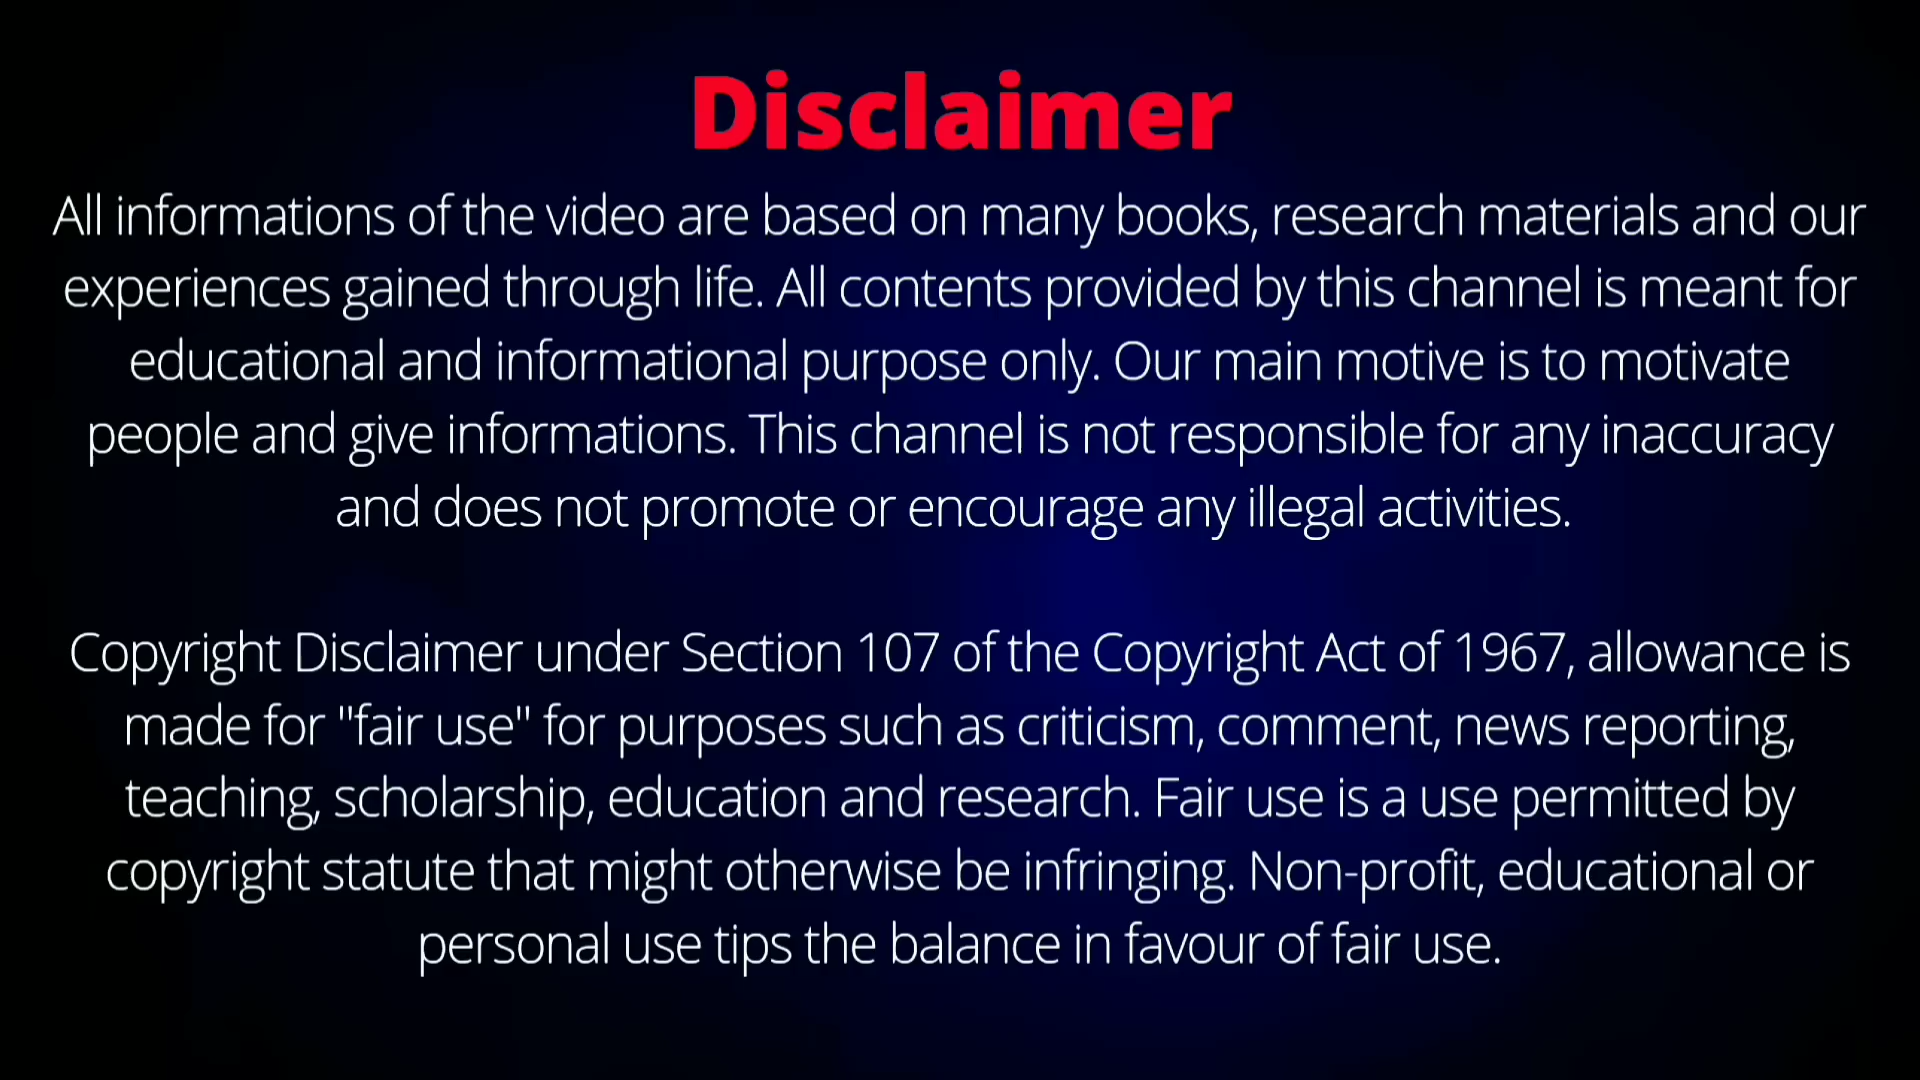 Disclaimer
All informations of the video are based on many books, research materials and our
experiences gained through life. All contents provided by this channel is meant for
educational and informational purpose only. Our main motive is to motivate
people and give informations. This channel is not responsible for any inaccuracy
and does not promote or encourage any illegal activities.
Copyright Disclaimer under Section 107 of the Copyright Act of 1967, allowance is
made for "fair use" for purposes such as criticism, comment, news reporting,
teaching, scholarship, education and research. Fair use is a use permitted by
copyright statute that might otherwise be infringing. Non-profit, educational or
personal use tips the balance in favour of fair use.